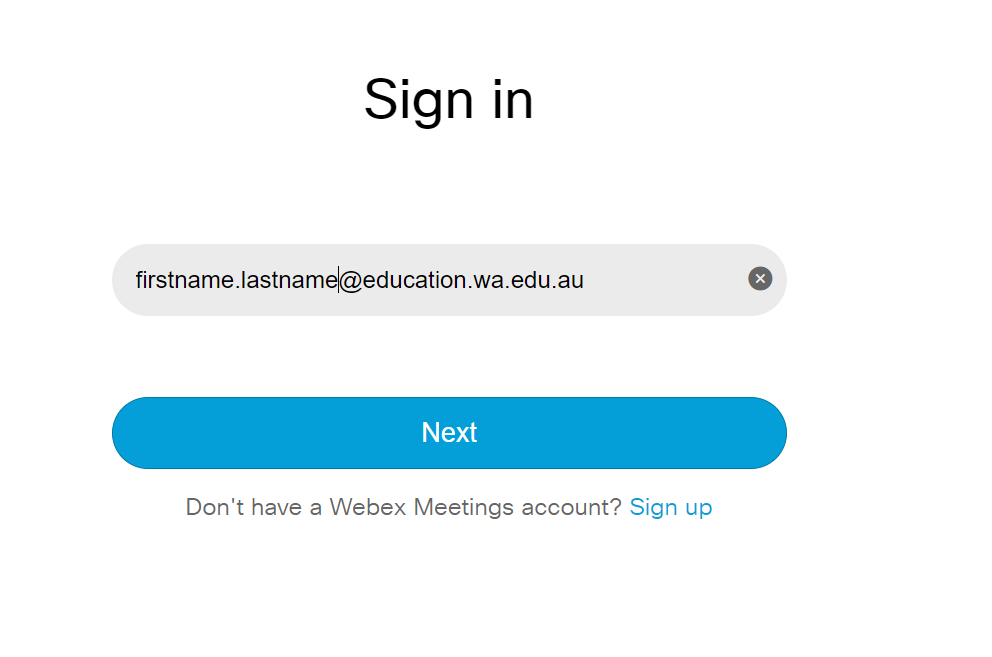 Sign in
firstname.lastname@education.wa.edu.au
Next
Don't have a Webex Meetings account? Sign up